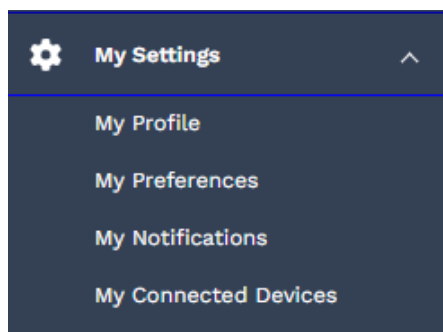 My Settings
My Profile
My Preferences
My Notifications
My Connected Devices